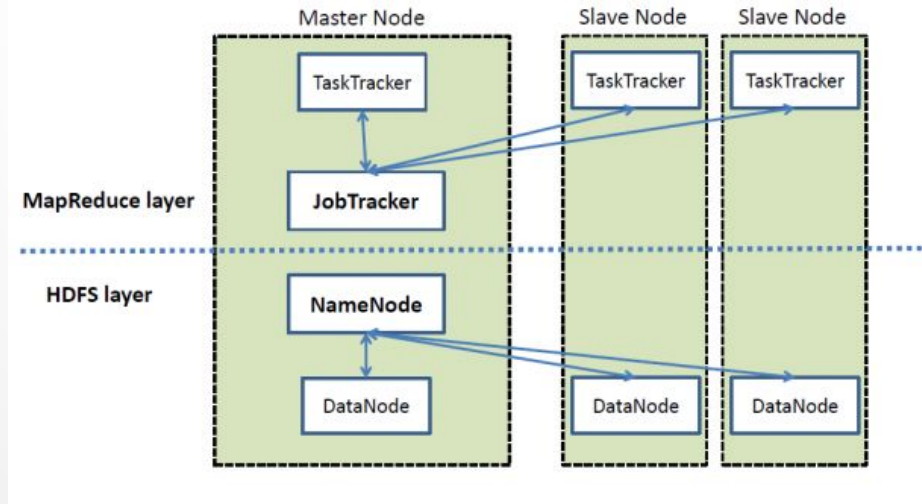 Master Node
Slave Node
Slave Node
TaskTracker
TaskTracker
TaskTracker
MapReduce layer
JobTracker
HDFS layer
NameNode
DataNode
DataNode
DataNode